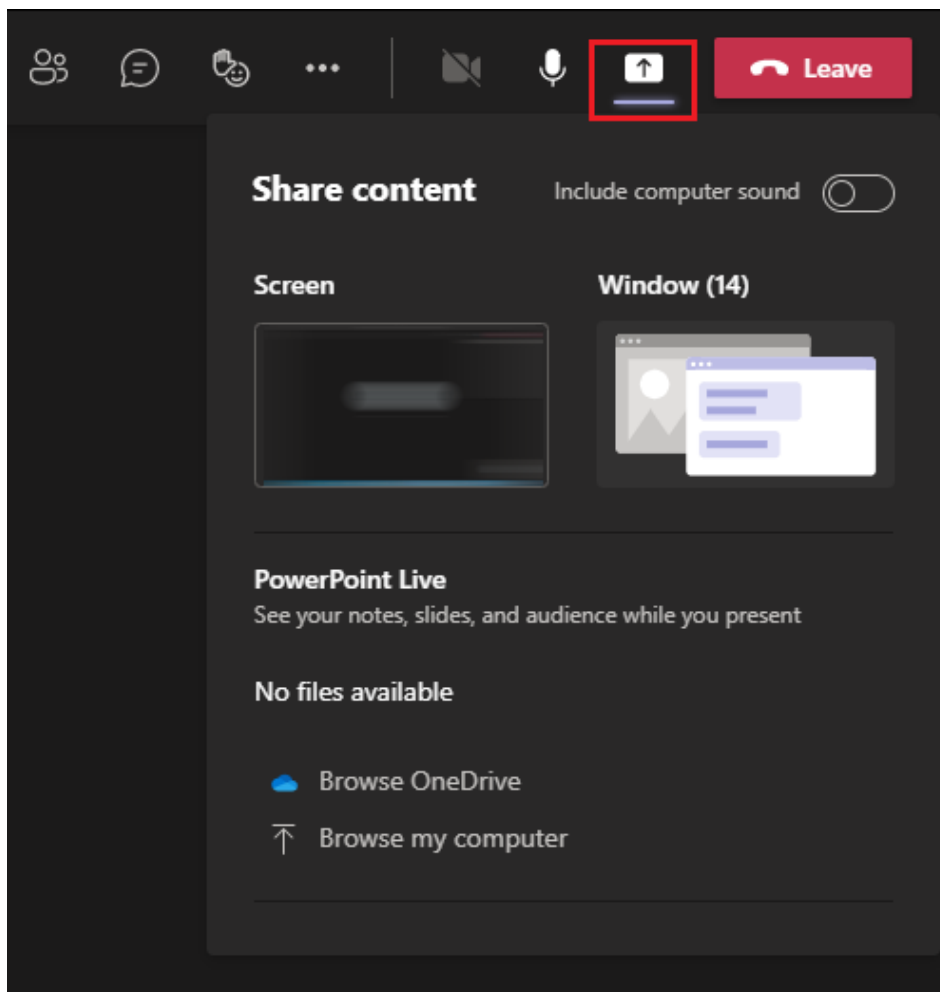 Leave
Share content
Include computer sound
Screen
Window (14)
PowerPoint Live
See your notes, slides, and audience while you present
No files available
Browse OneDrive
Browse my computer